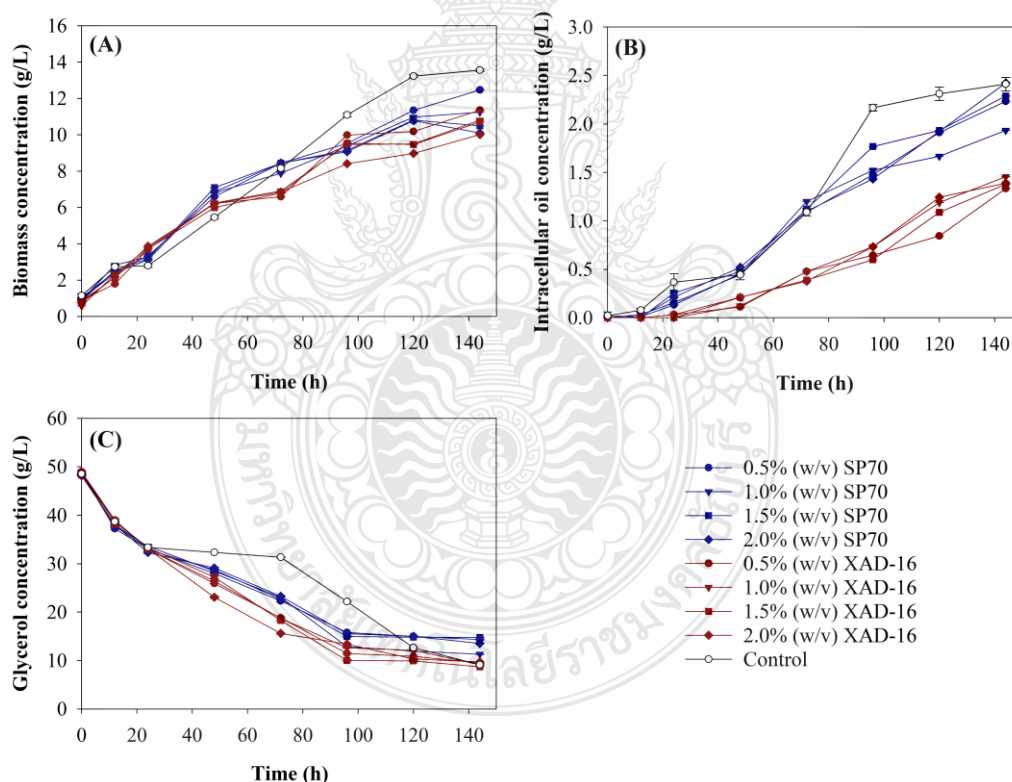 (A)
Biomass concentration (g/L)
16
14
12
10
8
6
4
2
0
0 20 40 60 80 100 120 140
Time (h)
(B)
Intracellular oil concentration (g/L)
3.0
2.5
2.0
1.5
1.0
0.5
0.0
0 20 40 60 80 100 120 140
Time (h)
(C)
Glycerol concentration (g/L)
60
50
40
30
20
10
0
0 20 40 60 80 100 120 140
Time (h)
0.5% (w/v) SP70
1.0% (w/v) SP70
1.5% (w/v) SP70
2.0% (w/v) SP70
0.5% (w/v) XAD-16
1.0% (w/v) XAD-16
1.5% (w/v) XAD-16
2.0% (w/v) XAD-16
Control